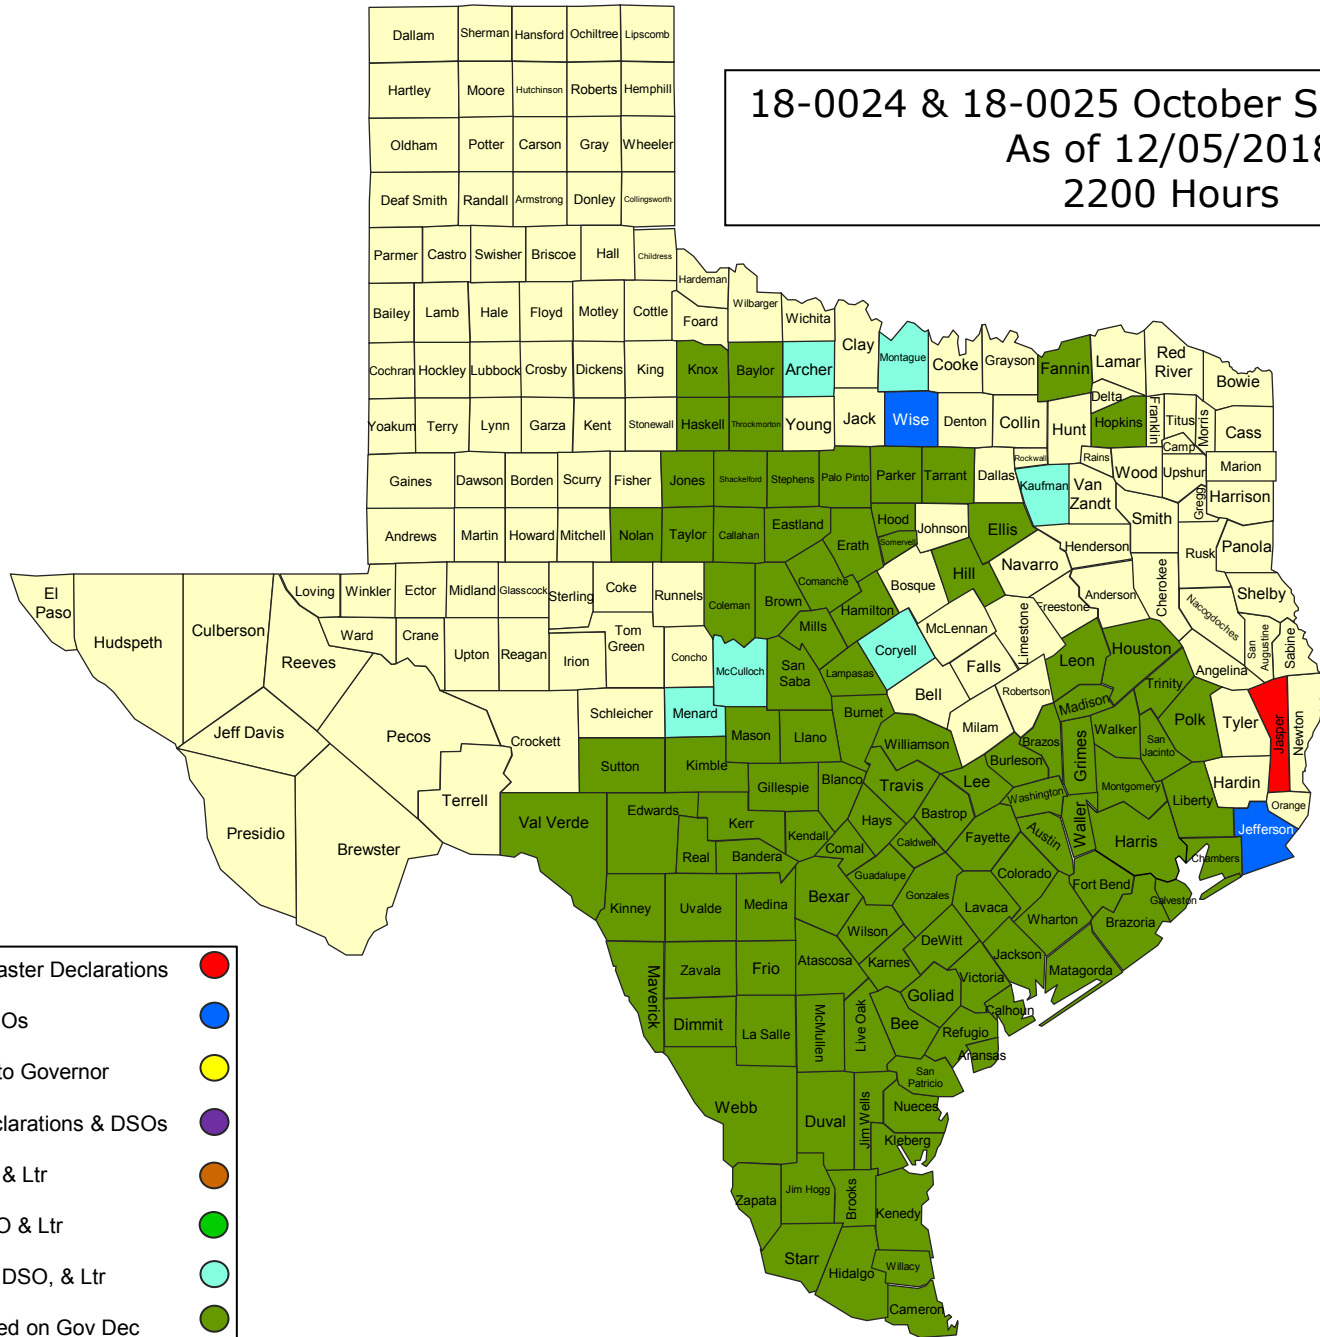 Dallam Sherman Hansford Ochiltree Lipscomb
Hartley Moore Hutchinson Roberts Hemphill
18-0024 & 18-0025 October S
As of 12/05/2018
2200 Hours
Oldham Potter Carson Gray Wheeler
Deaf Smith Randall Armstrong Donley Collingsworth
Parmer Castro Swisher Briscoe Hall Childress
Hardeman
Bailey Lamb Hale Floyd Motley Cottle Foard Wilbarger Wichita
Clay Montague Cooke Grayson Fannin Lamar Red
River Bowie
Cochran Hockley Lubbock Crosby Dickens King Knox Baylor Archer
Delta
Yoakum Terry Lynn Garza Kent Stonewall Haskell Throckmorton Young Jack Wise Denton Collin Hunt Hopkins Franklin Titus Morris Cass
Camp
Gaines Dawson Borden Scurry Fisher Jones Shackelford Stephens Palo Pinto Parker Tarrant Dallas Rockwall Rains Wood Upshur Marion
Kaufman Van
Zandt Gregg Harrison
Andrews Martin Howard Mitchell Nolan Taylor Callahan Eastland Erath Hood Somervell Johnson Ellis Henderson Smith Rusk Panola
El
Paso Hudspeth Culberson Loving Winkler Ector Midland Glasscock Sterling Coke Runnels Coleman Brown Comanche Bosque Hill Navarro Anderson Cherokee Shelby
Nacogdoches
Reeves Ward Crane Upton Reagan Irion Tom
Green Concho McCulloch San
Saba Mills Hamilton Lampasas Coryell McLennan Falls Limestone Freestone Leon Houston Angelina San
Augustine Sabine
Jeff Davis Pecos Crockett Schleicher Menard Mason Llano Burnet Bell Milam Robertson Madison Trinity Polk Tyler Jasper Newton
Presidio Brewster Terrell Sutton Kimble Gillespie Blanco Williamson Travis Lee Burleson Brazos Grimes Walker San
Jacinto Hardin Orange
Val Verde Edwards Kerr Kendall Hays Bastrop Washington Montgomery Liberty Jefferson
Real Bandera Comal Caldwell Fayette Austin Waller Harris Chambers
Kinney Uvalde Medina Bexar Guadalupe Gonzales Lavaca Colorado Fort Bend Galveston
Wilson DeWitt Wharton Brazoria
Maverick Zavala Frio Atascosa Karnes Jackson Matagorda
Goliad Victoria Calhoun
Dimmit La Salle McMullen Live Oak Bee Refugio Aransas
San
Patricio
Webb Duval Jim Wells Nueces
Kleberg
Zapata Jim Hogg Brooks Kenedy
Starr Hidalgo Willacy
Cameron
aster Declarations
Os
to Governor
clarations & DSOs
& Ltr
O & Ltr
DSO, & Ltr
ed on Gov Dec